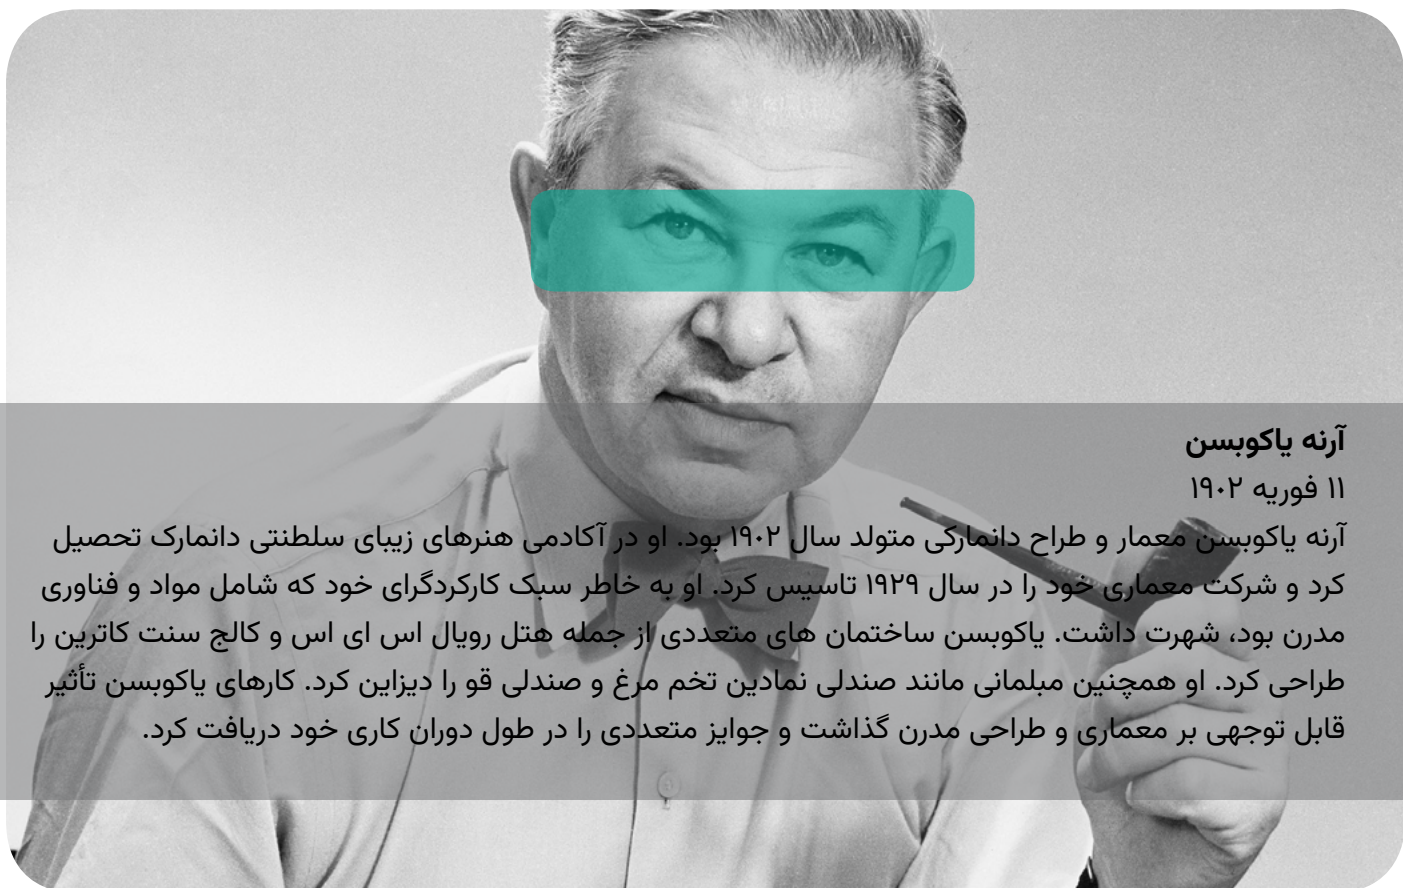 آرنه یاکوبسن
۱۱ فوریه ۱۹۰۲
آرنه یاکوبسن معمار و طراح دانمارکی متولد سال ۱۹۰۲ بود. او در آکادمی هنرهای زیبای سلطنتی دانمارک تحصیل
کرد و شرکت معماری خود را در سال ۱۹۲۹ تاسیس کرد. او به خاطر سبک کارکردگرای خود که شامل مواد و فناوری
مدرن بود، شهرت داشت. یاکوبسن ساختمان های متعددی از جمله هتل رویال اس ای اس و کالج سنت کاترین را
طراحی کرد. او همچنین مبلمانی مانند صندلی نمادین تخم مرغ و صندلی قو را دیزاین کرد. کارهای یاکوبسن تأثیر
قابل توجهی بر معماری و طراحی مدرن گذاشت و جوایز متعددی را در طول دوران کاری خود دریافت کرد.